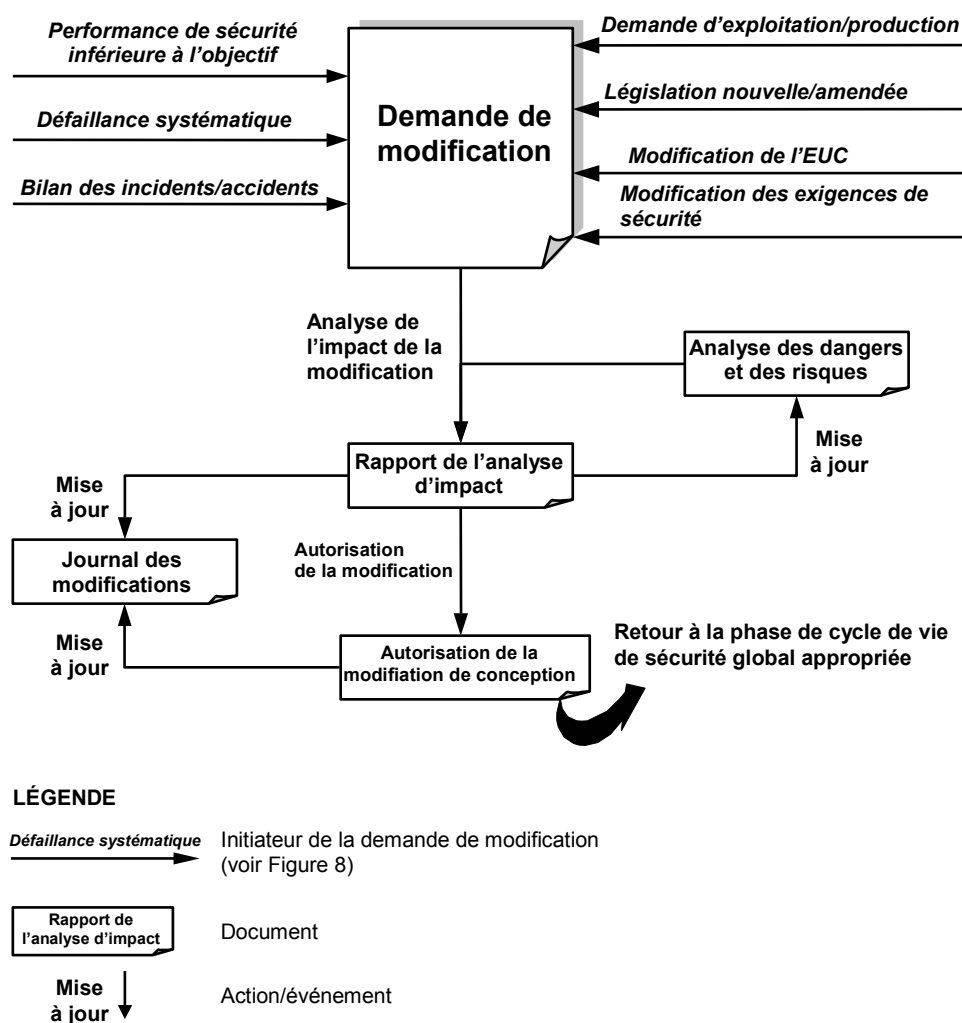 Performance de sécurité
inférieure à l'objectif
Défaillance systématique
Bilan des incidents/accidents
Demande de
modification
Demande d'exploitation/production
Législation nouvelle/amendée
Modification de l'EUC
Modification des exigences de
sécurité
Analyse de
l'impact de la
modification
Analyse des dangers
et des risques
Mise
à jour
Rapport de l'analyse
d'impact
Mise
à jour
Journal des
modifications
Autorisation
de la modification
Mise
à jour
Autorisation de la
modifiation de conception
Retour à la phase de cycle de vie
de sécurité global appropriée
LÉGENDE
Défaillance systématique
Initiateur de la demande de modification
(voir Figure 8)
Rapport de
l'analyse d'impact
Document
Mise
à jour
Action/événement